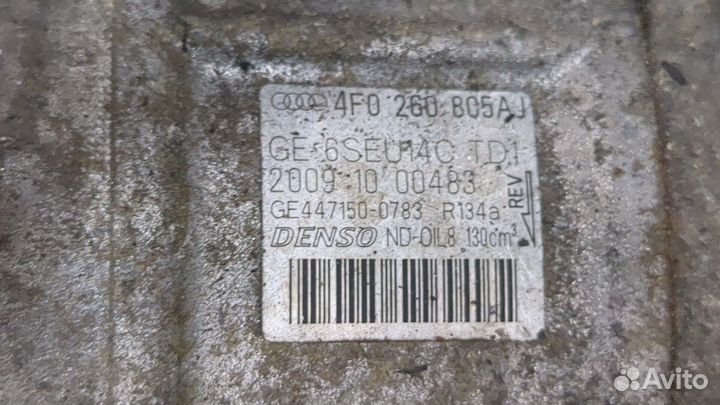 4F0 260 805AJ
GE-6SEU14C TD1
2009 10 00483
GE447150-0783 R134a
REV
DENSO ND-OIL8 130cm³
Avito